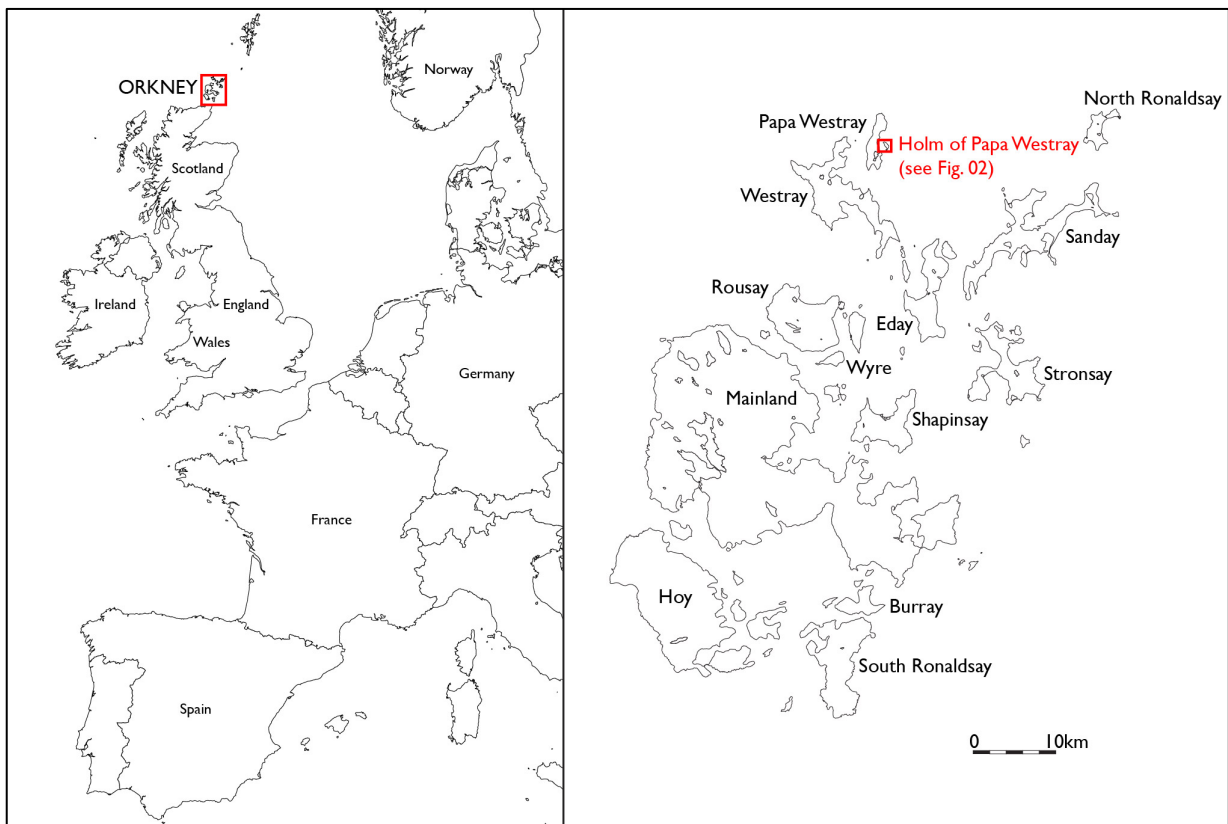 ORKNEY
Norway
Scotland
Ireland
England
Wales
Germany
France
Spain
North Ronaldsay
Papa Westray
Holm of Papa Westray
(see Fig. 02)
Westray
Sanday
Rousay
Eday
Wyre
Stronsay
Mainland
Shapinsay
Hoy
Burray
South Ronaldsay
0 10km